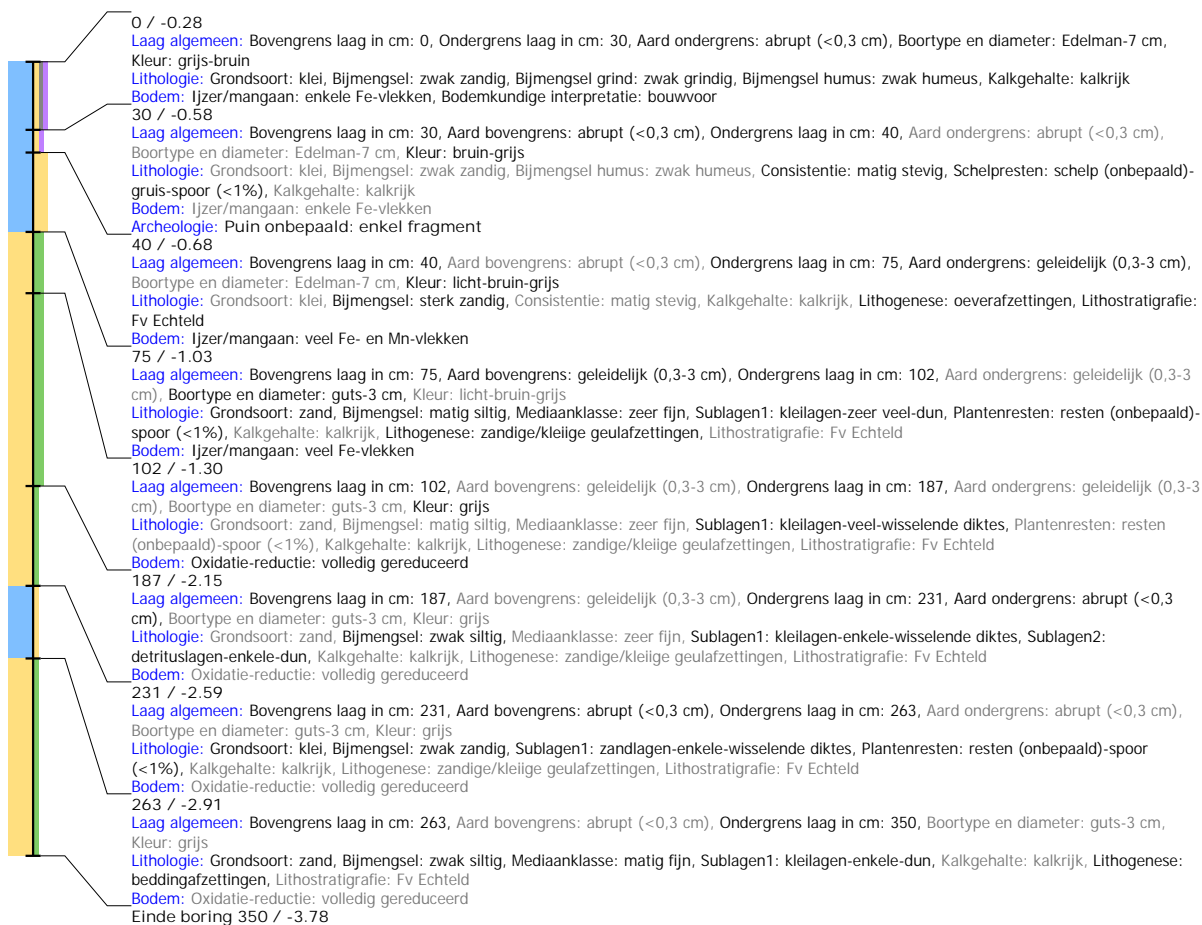 0 / -0.28
Laag algemeen: Bovengrens laag in cm: 0, Ondergrens laag in cm: 30, Aard ondergrens: abrupt (<0,3 cm), Boortype en diameter: Edelman-7 cm,
Kleur: grijs-bruin
Lithologie: Grondsoort: klei, Bijmengsel: zwak zandig, Bijmengsel grind: zwak grindig, Bijmengsel humus: zwak humeus, Kalkgehalte: kalkrijk
Bodem: Ijzer/mangaan: enkele Fe-vlekken, Bodemkundige interpretatie: bouwvoor
30 / -0.58
Laag algemeen: Bovengrens laag in cm: 30, Aard bovengrens: abrupt (<0,3 cm), Ondergrens laag in cm: 40, Aard ondergrens: abrupt (<0,3 cm),
Boortype en diameter: Edelman-7 cm, Kleur: bruin-grijs
Lithologie: Grondsoort: klei, Bijmengsel: zwak zandig, Bijmengsel humus: zwak humeus, Consistentie: matig stevig, Schelpresten: schelp (onbepaald)-
gruis-spoor (<1%), Kalkgehalte: kalkrijk
Bodem: Ijzer/mangaan: enkele Fe-vlekken
Archeologie: Puin onbepaald: enkel fragment
40 / -0.68
Laag algemeen: Bovengrens laag in cm: 40, Aard bovengrens: abrupt (<0,3 cm), Ondergrens laag in cm: 75, Aard ondergrens: geleidelijk (0,3-3 cm),
Boortype en diameter: Edelman-7 cm, Kleur: licht-bruin-grijs
Lithologie: Grondsoort: klei, Bijmengsel: sterk zandig, Consistentie: matig stevig, Kalkgehalte: kalkrijk, Lithogenese: oeverafzettingen, Lithostratigrafie:
Fv Echteld
Bodem: Ijzer/mangaan: veel Fe- en Mn-vlekken
75 / -1.03
Laag algemeen: Bovengrens laag in cm: 75, Aard bovengrens: geleidelijk (0,3-3 cm), Ondergrens laag in cm: 102, Aard ondergrens: geleidelijk (0,3-3
cm), Boortype en diameter: guts-3 cm, Kleur: licht-bruin-grijs
Lithologie: Grondsoort: zand, Bijmengsel: matig siltig, Mediaanklasse: zeer fijn, Sublagen1: kleilagen-zeer veel-dun, Plantenresten: resten (onbepaald)-
spoor (<1%), Kalkgehalte: kalkrijk, Lithogenese: zandige/kleiige geulafzettingen, Lithostratigrafie: Fv Echteld
Bodem: Ijzer/mangaan: veel Fe-vlekken
102 / -1.30
Laag algemeen: Bovengrens laag in cm: 102, Aard bovengrens: geleidelijk (0,3-3 cm), Ondergrens laag in cm: 187, Aard ondergrens: geleidelijk (0,3-3
cm), Boortype en diameter: guts-3 cm, Kleur: grijs
Lithologie: Grondsoort: zand, Bijmengsel: matig siltig, Mediaanklasse: zeer fijn, Sublagen1: kleilagen-veel-wisselende diktes, Plantenresten: resten
(onbepaald)-spoor (<1%), Kalkgehalte: kalkrijk, Lithogenese: zandige/kleiige geulafzettingen, Lithostratigrafie: Fv Echteld
Bodem: Oxidatie-reductie: volledig gereduceerd
187 / -2.15
Laag algemeen: Bovengrens laag in cm: 187, Aard bovengrens: geleidelijk (0,3-3 cm), Ondergrens laag in cm: 231, Aard ondergrens: abrupt (<0,3
cm), Boortype en diameter: guts-3 cm, Kleur: grijs
Lithologie: Grondsoort: zand, Bijmengsel: zwak siltig, Mediaanklasse: zeer fijn, Sublagen1: kleilagen-enkele-wisselende diktes, Sublagen2:
detrituslagen-enkele-dun, Kalkgehalte: kalkrijk, Lithogenese: zandige/kleiige geulafzettingen, Lithostratigrafie: Fv Echteld
Bodem: Oxidatie-reductie: volledig gereduceerd
231 / -2.59
Laag algemeen: Bovengrens laag in cm: 231, Aard bovengrens: abrupt (<0,3 cm), Ondergrens laag in cm: 263, Aard ondergrens: abrupt (<0,3 cm),
Boortype en diameter: guts-3 cm, Kleur: grijs
Lithologie: Grondsoort: klei, Bijmengsel: zwak zandig, Sublagen1: zandlagen-enkele-wisselende diktes, Plantenresten: resten (onbepaald)-spoor
(<1%), Kalkgehalte: kalkrijk, Lithogenese: zandige/kleiige geulafzettingen, Lithostratigrafie: Fv Echteld
Bodem: Oxidatie-reductie: volledig gereduceerd
263 / -2.91
Laag algemeen: Bovengrens laag in cm: 263, Aard bovengrens: abrupt (<0,3 cm), Ondergrens laag in cm: 350, Boortype en diameter: guts-3 cm,
Kleur: grijs
Lithologie: Grondsoort: zand, Bijmengsel: zwak siltig, Mediaanklasse: matig fijn, Sublagen1: kleilagen-enkele-dun, Kalkgehalte: kalkrijk, Lithogenese:
beddingafzettingen, Lithostratigrafie: Fv Echteld
Bodem: Oxidatie-reductie: volledig gereduceerd
Einde boring 350 / -3.78